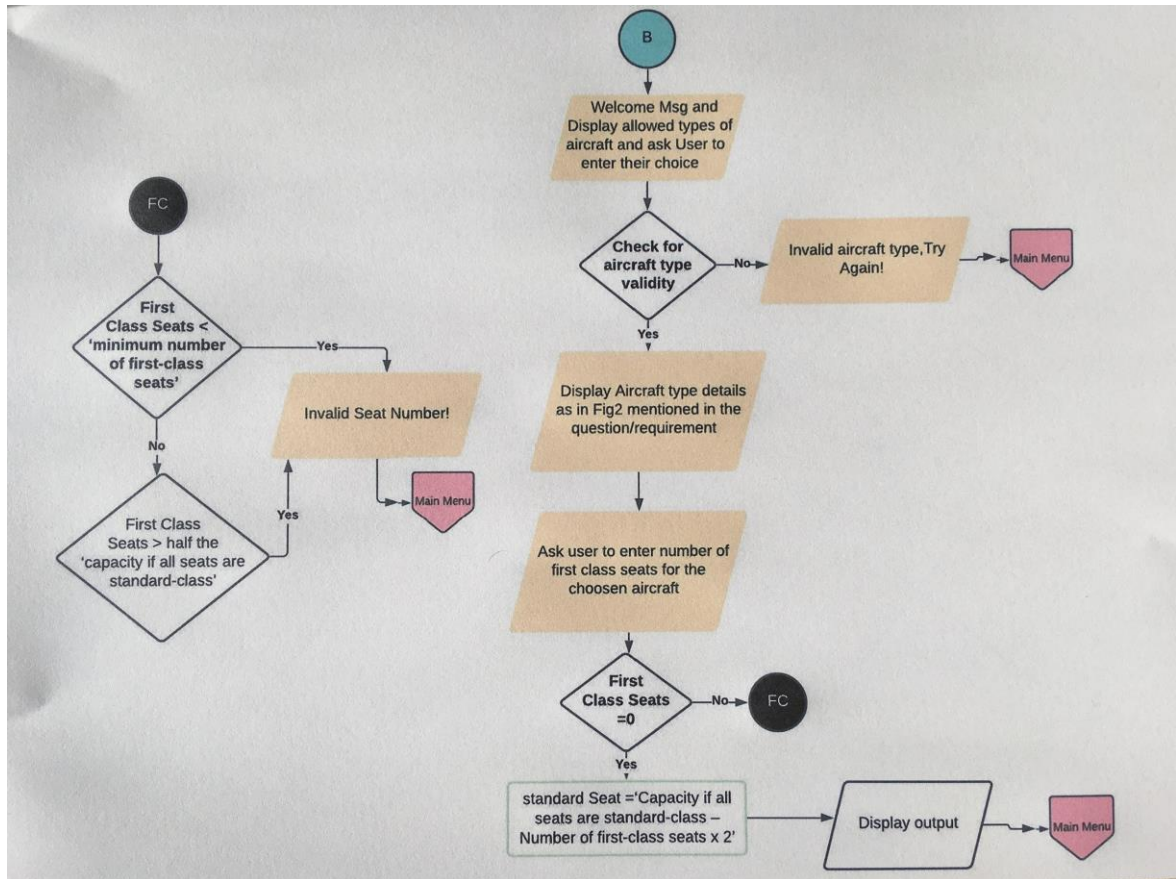 B
Welcome Msg and
Display allowed types of
aircraft and ask User to
enter their choice
FC
Check for
aircraft type
validity
No
Invalid aircraft type,Try
Again!
Main Menu
First
Class Seats <
‘minimum number
of first-class
seats’
Yes
Yes
Display Aircraft type details
as in Fig2 mentioned in the
question/requirement
Invalid Seat Number!
No
Main Menu
First Class
Seats > half the
‘capacity if all seats are
standard-class’
Yes
Ask user to enter number of
first class seats for the
choosen aircraft
First
Class Seats
=0
No
FC
Yes
standard Seat =‘Capacity if all
seats are standard-class –
Number of first-class seats x 2’
Display output
Main Menu